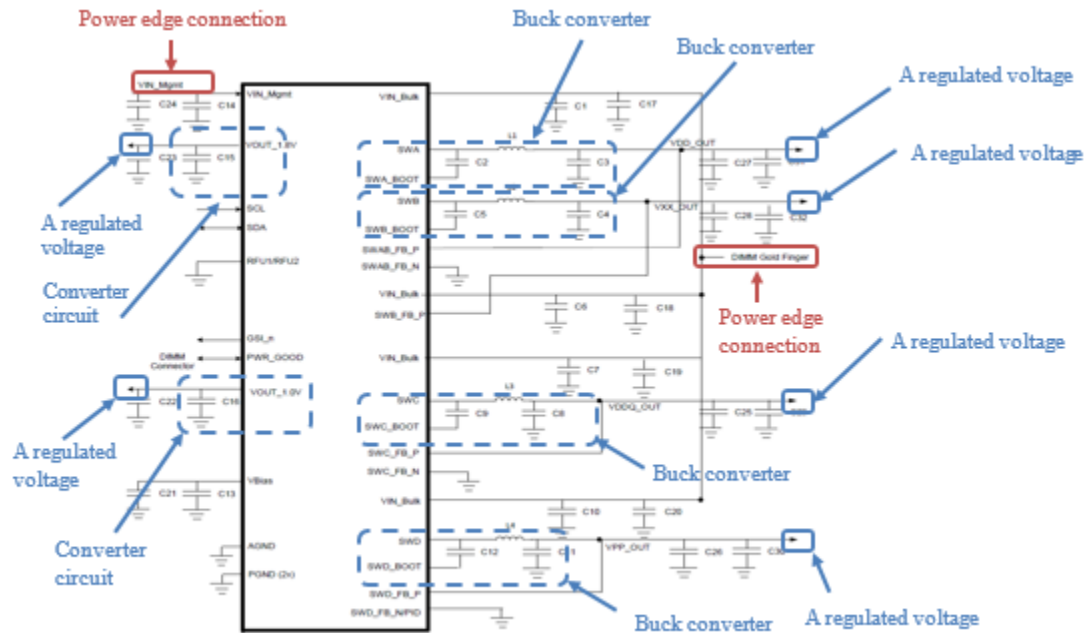 Power edge connection
Buck converter
Buck converter
A regulated voltage
A regulated voltage
VIN_Mgmt
C24
C14
VIN_Mgmt
VIN_Bulk
C1
C17
VOUT_1.8V
C23
C15
SWA
L1
VDD_OUT
C2
C3
C27
SWA_BOOT
SWB
VXX_OUT
C5
C4
C28
C32
SWB_BOOT
A regulated
voltage
SCL
SDA
SWAB_FB_P
SWAB_FB_N
DIMM Gold Finger
RFU1/RFU2
Converter
circuit
VIN_Bulk
C6
C18
SWB_FB_P
Power edge
connection
A regulated voltage
GSI_n
DIMM
Connector
PWR_GOOD
VIN_Bulk
C7
C19
VOUT_1.0V
C22
C16
SWC
L3
VDDQ_OUT
C9
C8
C25
SWC_BOOT
A regulated
voltage
SWC_FB_P
SWC_FB_N
Buck converter
VBias
C21
C13
VIN_Bulk
C10
C20
Converter
circuit
AGND
PGND (2x)
SWD
L4
VPP_OUT
C12
C26
SWD_BOOT
SWD_FB_P
SWD_FB_N/PID
Buck converter
A regulated voltage